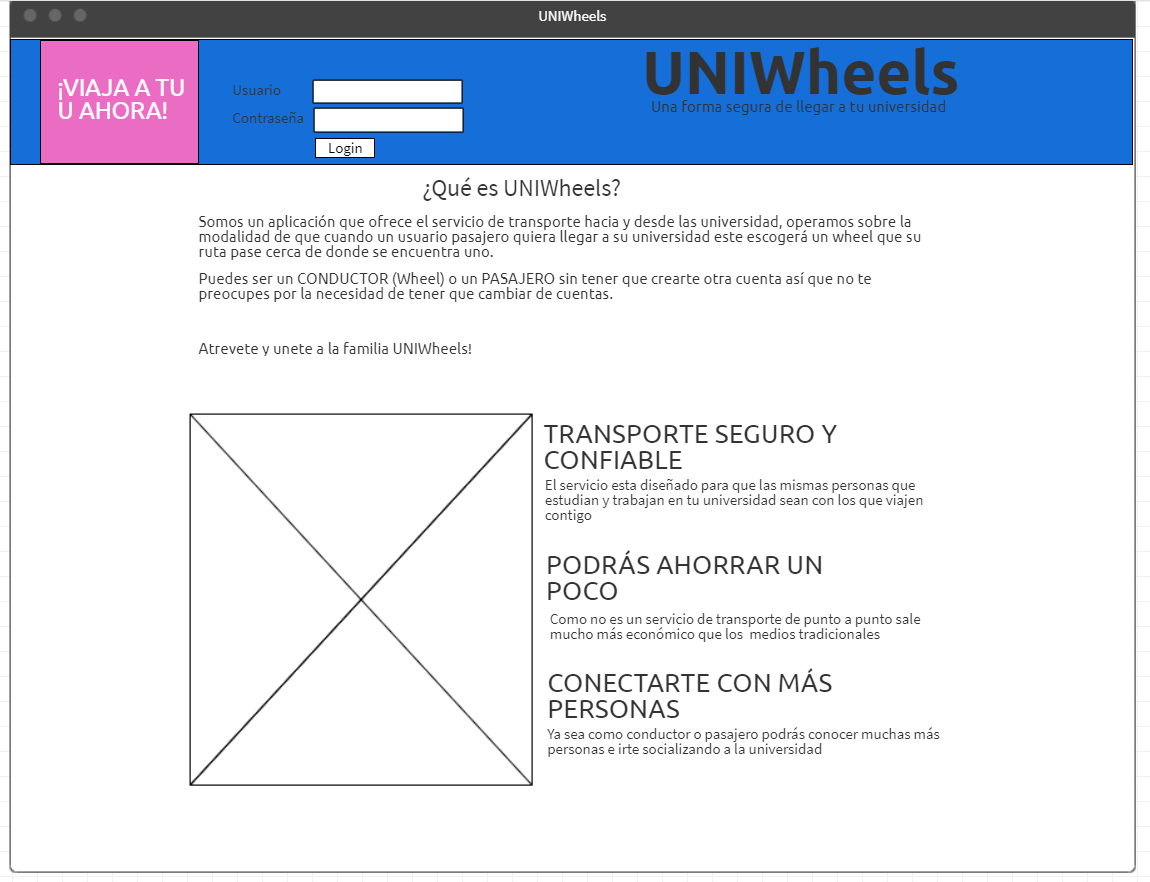 UNIWheels
¡VIAJA A TU
U AHORA!
Usuario
Contraseña
Login
UNIWheels
Una forma segura de llegar a tu universidad
¿Qué es UNIWheels?
Somos un aplicación que ofrece el servicio de transporte hacia y desde las universidad, operamos sobre la
modalidad de que cuando un usuario pasajero quiera llegar a su universidad este escogerá un wheel que su
ruta pase cerca de donde se encuentra uno.
Puedes ser un CONDUCTOR (Wheel) o un PASAJERO sin tener que crearte otra cuenta así que no te
preocupes por la necesidad de tener que cambiar de cuentas.
Atrevete y unete a la familia UNIWheels!
TRANSPORTE SEGURO Y
CONFIABLE
El servicio esta diseñado para que las mismas personas que
estudian y trabajan en tu universidad sean con los que viajen
contigo
PODRÁS AHORRAR UN
POCO
Como no es un servicio de transporte de punto a punto sale
mucho más económico que los  medios tradicionales
CONECTARTE CON MÁS
PERSONAS
Ya sea como conductor o pasajero podrás conocer muchas más
personas e irte socializando a la universidad